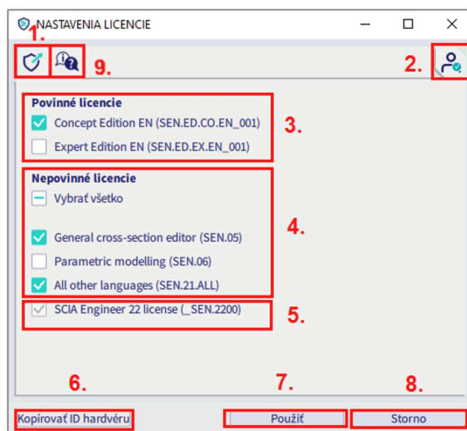 NASTAVENIA LICENCIE
1.
9.
2.
Povinné licencie
Concept Edition EN (SEN.ED.CO.EN_001)
3.
Expert Edition EN (SEN.ED.EX.EN_001)
Nepovinné licencie
Vybrať všetko
4.
General cross-section editor (SEN.05)
Parametric modelling (SEN.06)
All other languages (SEN.21.ALL)
SCIA Engineer 22 license (_SEN.2200)
5.
6.
7.
8.
Kopírovať ID hardvéru
Použiť
Storno